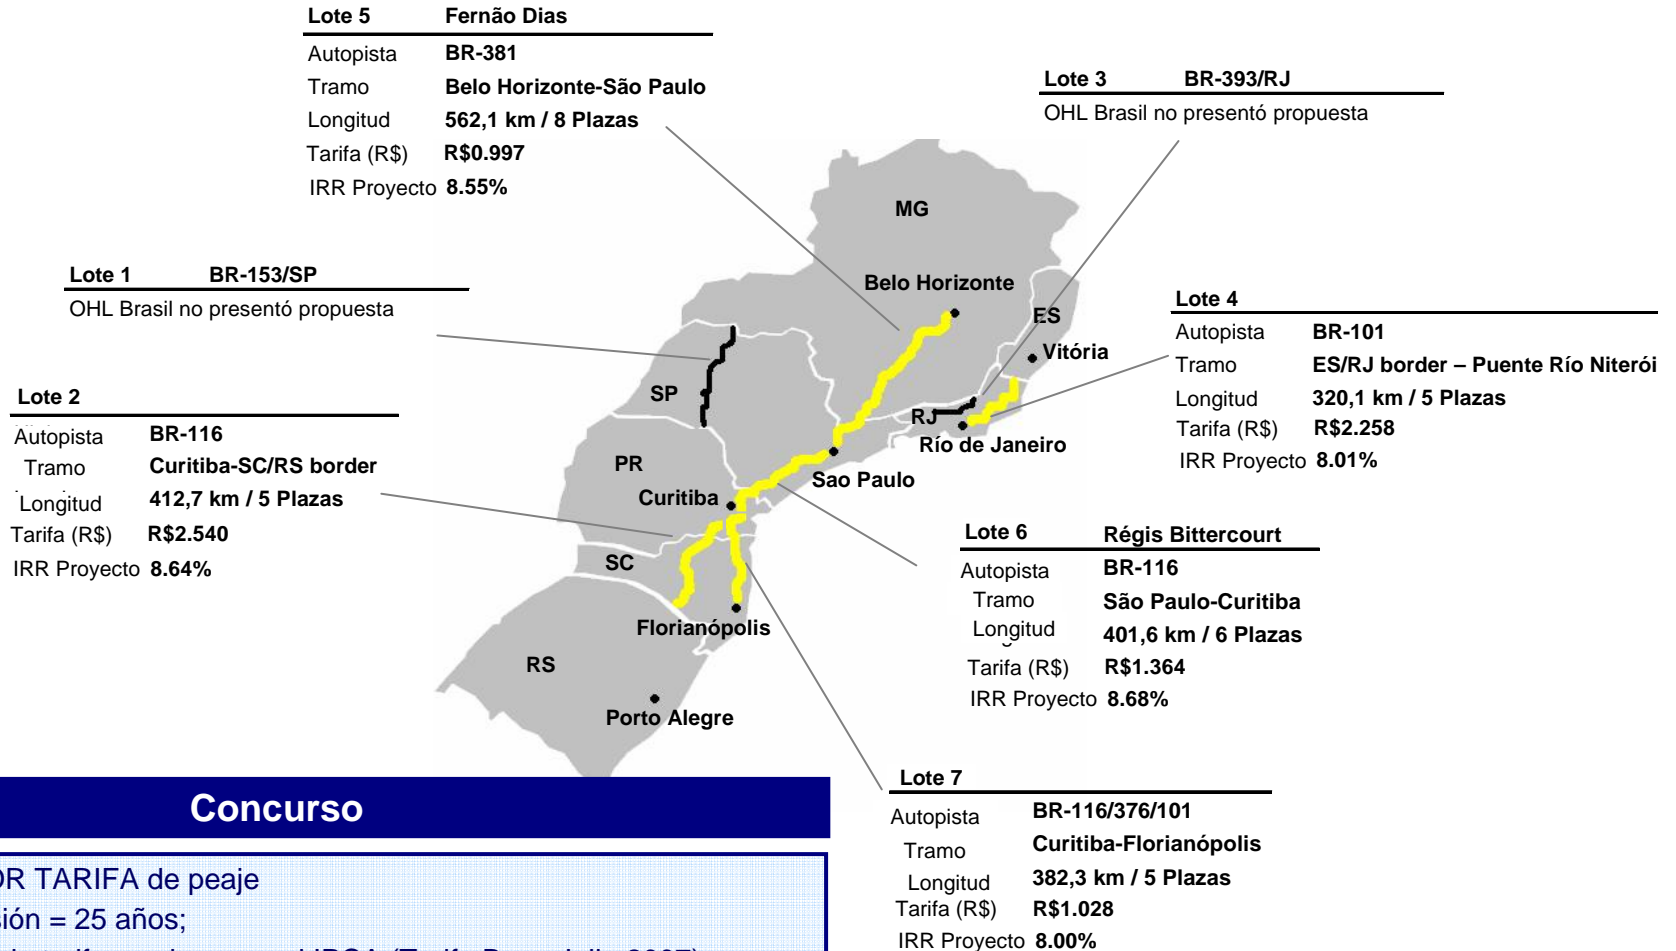 Lote 5 Fernão Dias
Autopista BR-381
Tramo Belo Horizonte-São Paulo
Longitud 562,1 km / 8 Plazas
Tarifa (R$) R$0.997
IRR Proyecto 8.55%
Lote 3 BR-393/RJ
OHL Brasil no presentó propuesta
Lote 1 BR-153/SP
OHL Brasil no presentó propuesta
Lote 4
Autopista BR-101
Tramo ES/RJ border – Puente Río Niterói
Longitud 320,1 km / 5 Plazas
Tarifa (R$) R$2.258
IRR Proyecto 8.01%
Lote 2
Autopista BR-116
Tramo Curitiba-SC/RS border
Longitud 412,7 km / 5 Plazas
Tarifa (R$) R$2.540
IRR Proyecto 8.64%
MG
Belo Horizonte
ES
Vitória
SP
RJ
Río de Janeiro
PR
Sao Paulo
Curitiba
SC
Florianópolis
RS
Porto Alegre
Lote 6 Régis Bittercourt
Autopista BR-116
Tramo São Paulo-Curitiba
Longitud 401,6 km / 6 Plazas
Tarifa (R$) R$1.364
IRR Proyecto 8.68%
Lote 7
Autopista BR-116/376/101
Tramo Curitiba-Florianópolis
Longitud 382,3 km / 5 Plazas
Tarifa (R$) R$1.028
IRR Proyecto 8.00%
Concurso
OR TARIFA de peaje
sión = 25 años;